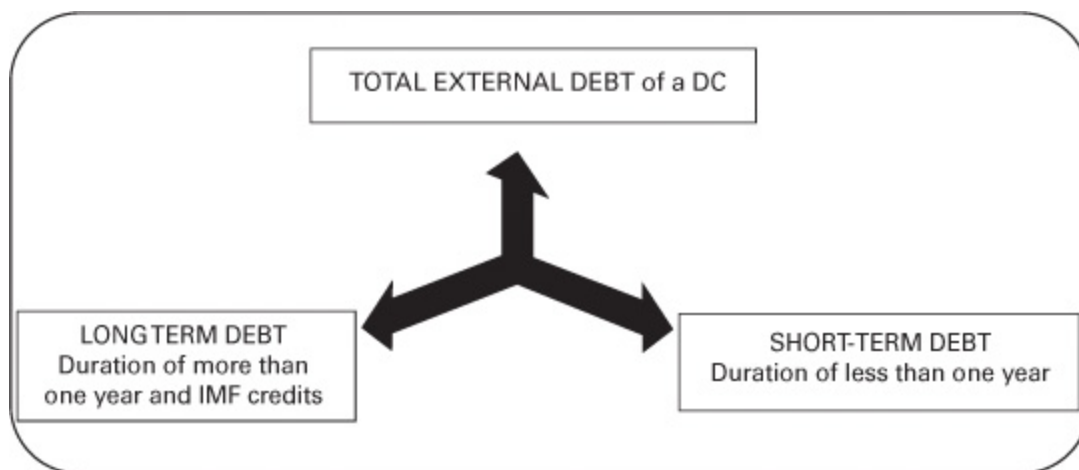 TOTAL EXTERNAL DEBT of a DC
LONG TERM DEBT
Duration of more than
one year and IMF credits
SHORT-TERM DEBT
Duration of less than one year